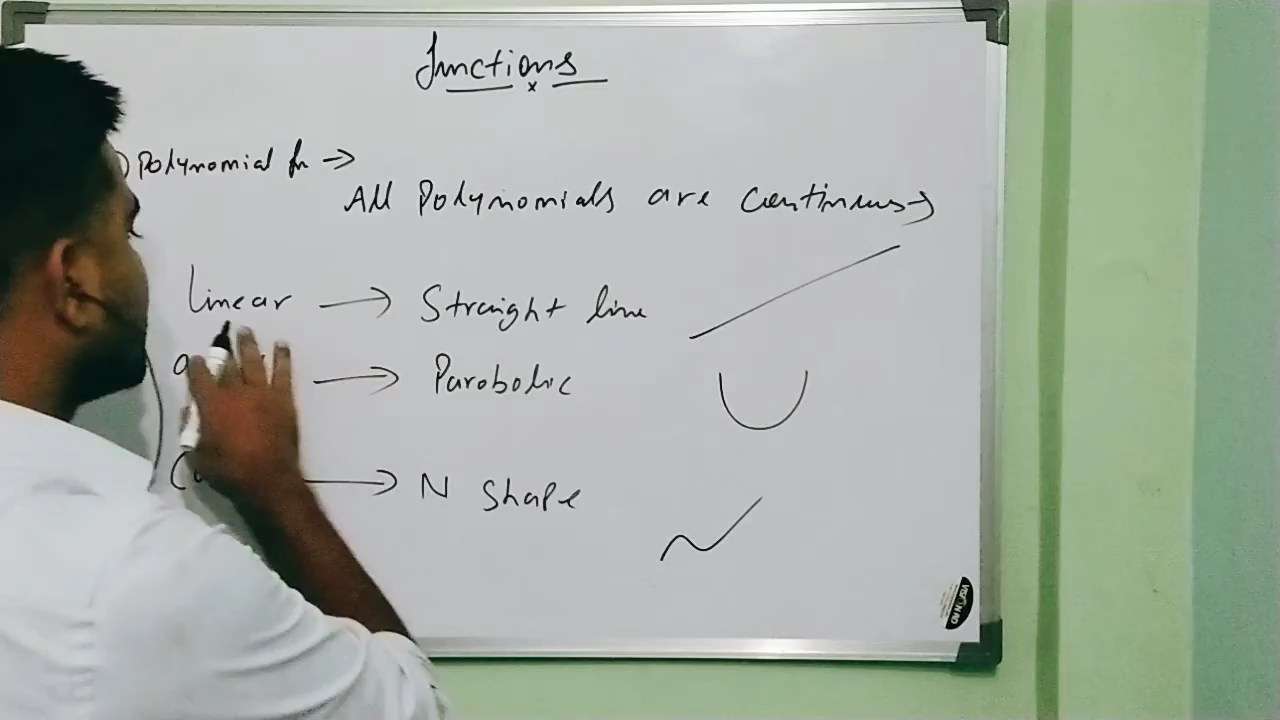 Functions
Polynomial fn →
All Polynomials are continuous →
Linear → Straight line
→ Parabolic
→ N Shape